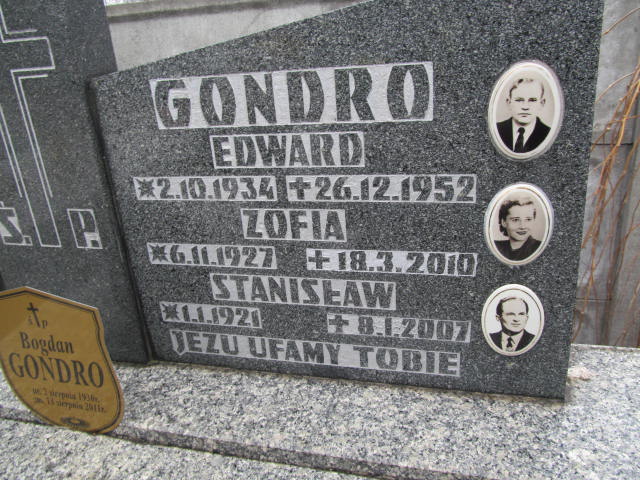 GONDRO
EDWARD
*2.10.1934 +26.12.1952
ZOFIA
*6.11.1927 +18.3.2010
STANISŁAW
*1.1.1921 +8.1.2007
JEZU UFAMY TOBIE
Ś. P.
ś p
Bogdan
GONDRO